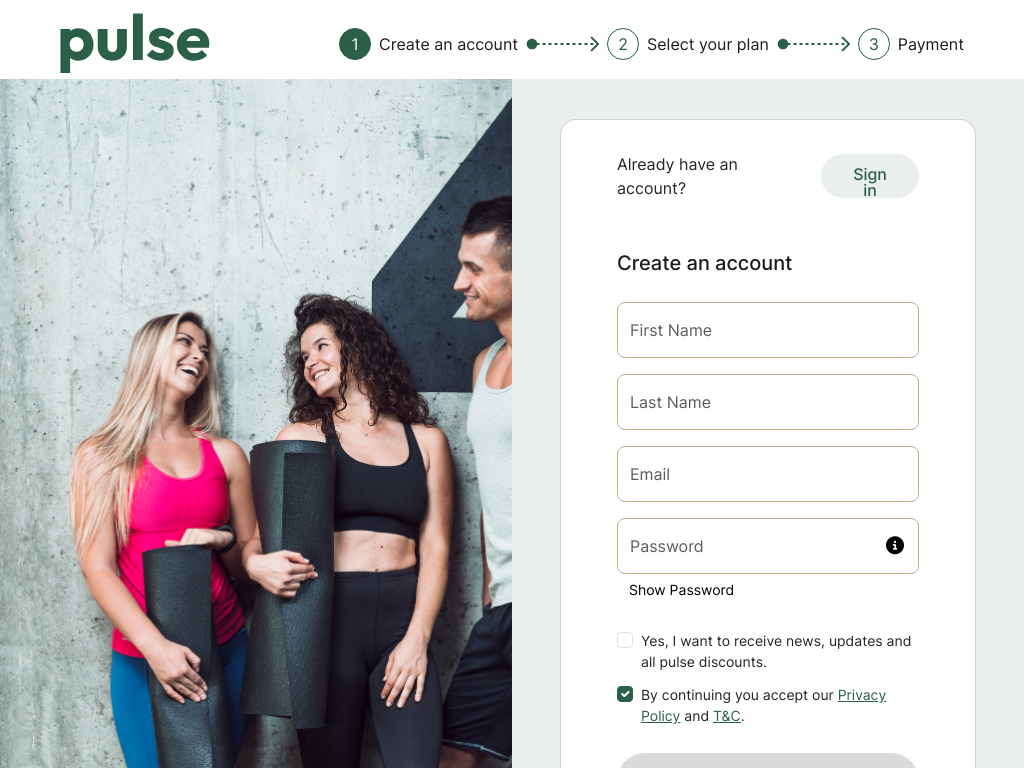 pulse
1 Create an account 2 Select your plan 3 Payment
Already have an
account?
Sign
in
Create an account
First Name
Last Name
Email
Password
Show Password
Yes, I want to receive news, updates and
all pulse discounts.
By continuing you accept our Privacy
Policy and T&C.